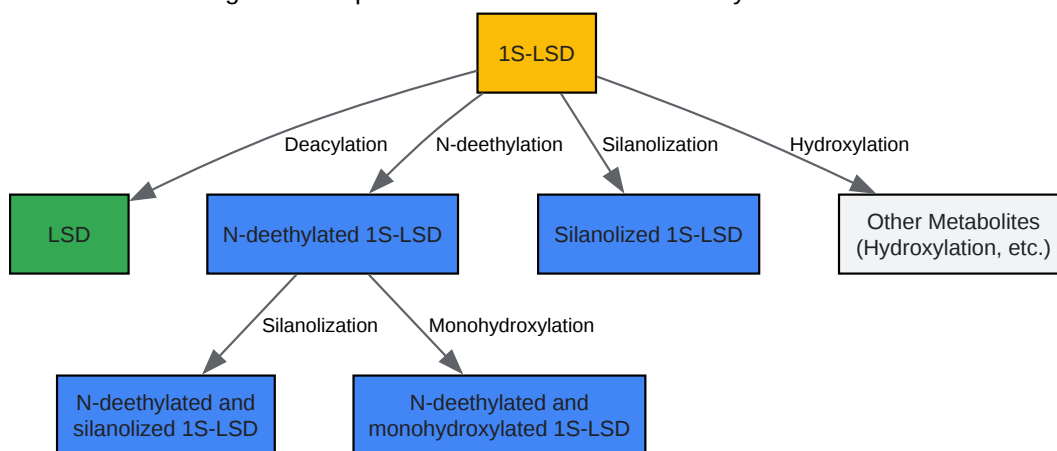 1S-LSD
Deacylation
N-deethylation
Silanolization
Hydroxylation
LSD
N-deethylated 1S-LSD
Silanolized 1S-LSD
Other Metabolites
(Hydroxylation, etc.)
Silanolization
Monohydroxylation
N-deethylated and
silanolized 1S-LSD
N-deethylated and
monohydroxylated 1S-LSD